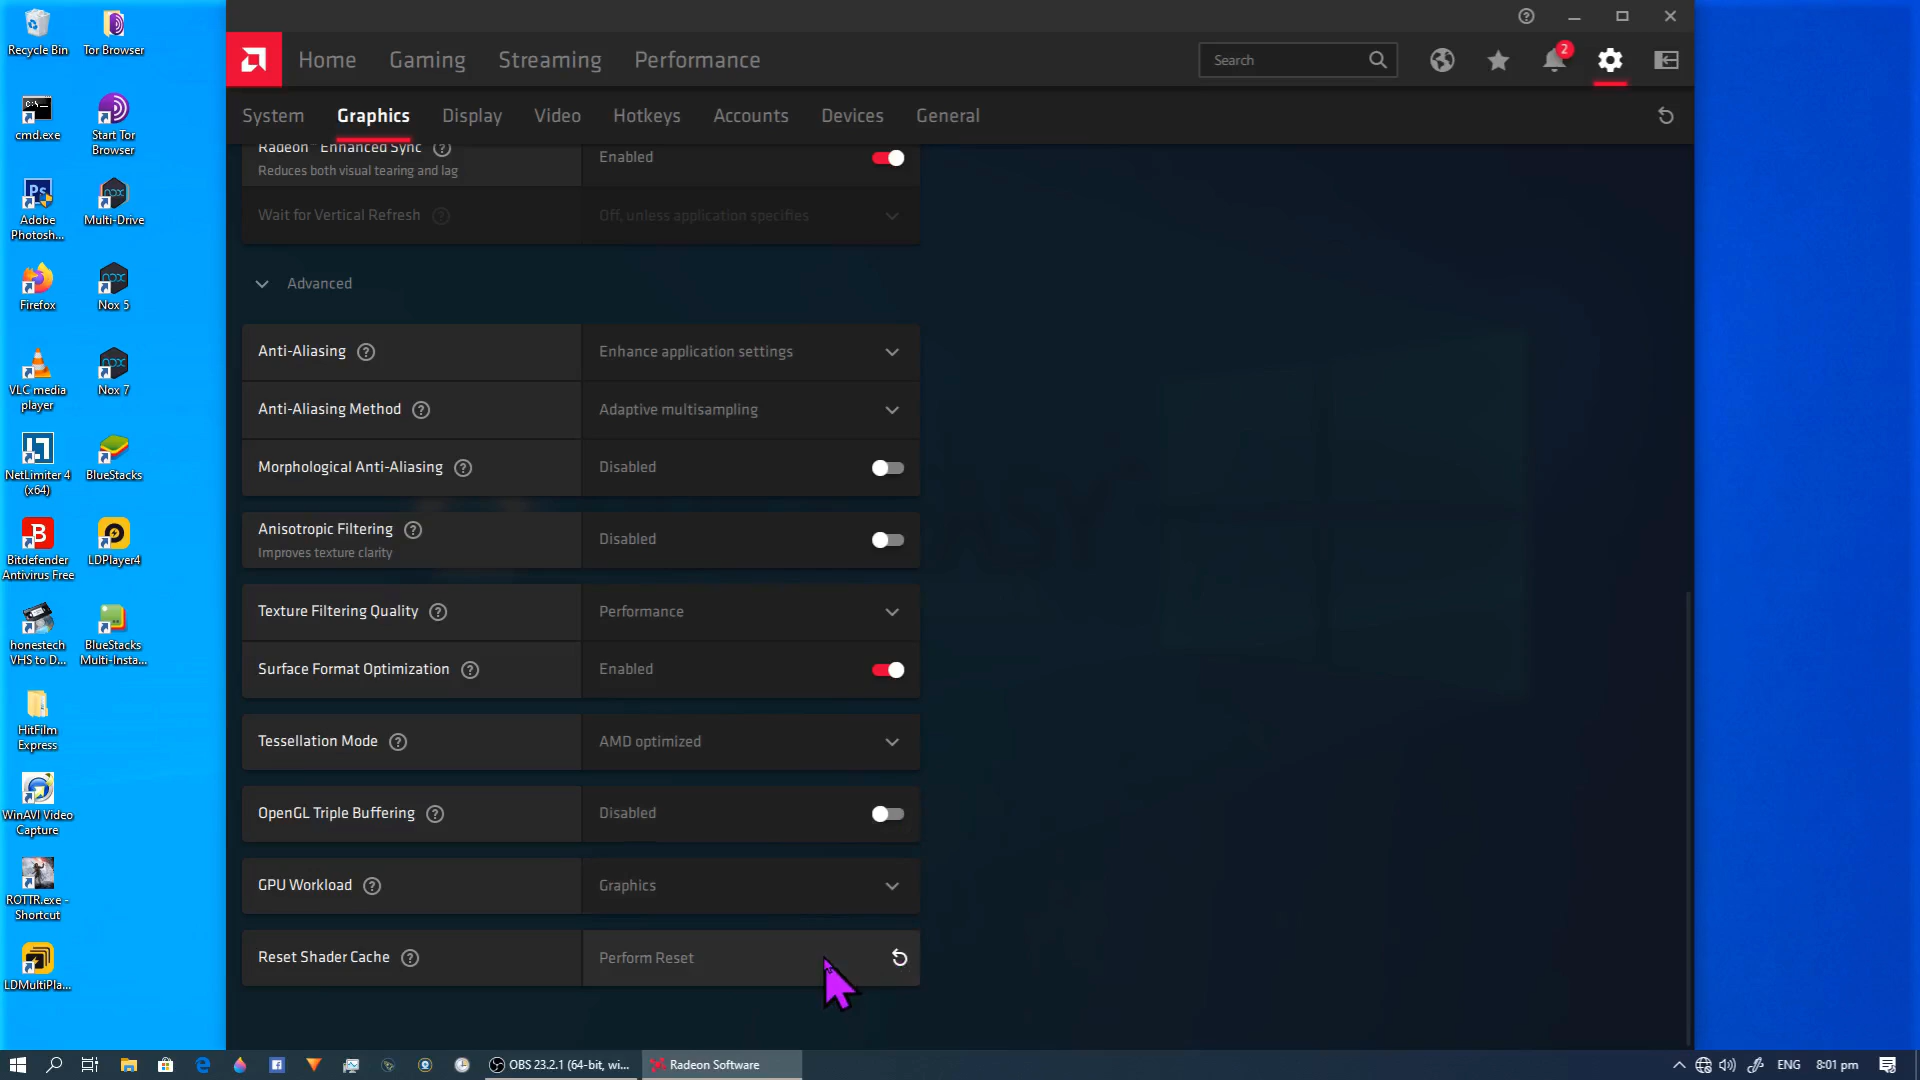 Recycle Bin
Tor Browser
cmd.exe
Start Tor
Browser
Adobe
Photosh...
Multi-Drive
Firefox
Nox 5
VLC media
player
Nox 7
NetLimiter 4
(x64)
BlueStacks
Bitdefender
Antivirus Free
LDPlayer4
honestech
VHS to D...
BlueStacks
Multi-Insta...
HitFilm
Express
WinAVI Video
Capture
ROTTR.exe -
Shortcut
LDMultiPla...
Home
Gaming
Streaming
Performance
Search
2
System
Graphics
Display
Video
Hotkeys
Accounts
Devices
General
Radeon™ Enhanced Sync
Reduces both visual tearing and lag
Enabled
Wait for Vertical Refresh
Off, unless application specifies
Advanced
Anti-Aliasing
Enhance application settings
Anti-Aliasing Method
Adaptive multisampling
Morphological Anti-Aliasing
Disabled
Anisotropic Filtering
Improves texture clarity
Disabled
Texture Filtering Quality
Performance
Surface Format Optimization
Enabled
Tessellation Mode
AMD optimized
OpenGL Triple Buffering
Disabled
GPU Workload
Graphics
Reset Shader Cache
Perform Reset
OBS 23.2.1 (64-bit, wi...
Radeon Software
ENG
8:01 pm